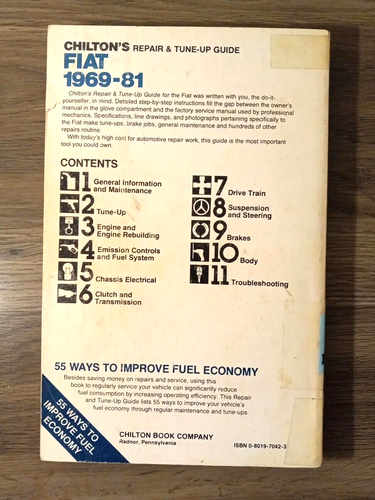 CHILTON'S REPAIR & TUNE-UP GUIDE
FIAT
1969-81
Chilton's Repair & Tune-Up Guide for the Fiat was written with you, the do-it-
yourselfer, in mind. Detailed step-by-step instructions fill the gap between the owner's
manual in the glove compartment and the factory service manual used by professional
mechanics. Specifications, line drawings, and photographs pertaining specifically to
the Fiat make tune-ups, brake jobs, general maintenance and hundreds of other
repairs routine.
With today's high cost for automotive repair work, this guide is the most important
tool you could own.
CONTENTS
1 General Information
and Maintenance
2 Tune-Up
3 Engine and
Engine Rebuilding
4 Emission Controls
and Fuel System
5 Chassis Electrical
6 Clutch and
Transmission
7 Drive Train
8 Suspension
and Steering
9 Brakes
10 Body
11 Troubleshooting
55 WAYS TO IMPROVE FUEL ECONOMY
Besides saving money on repairs and service, using this
book to regularly service your vehicle can significantly reduce
fuel consumption by increasing operating efficiency. This Repair
and Tune-Up Guide lists 55 ways to improve your vehicle's
fuel economy through regular maintenance and tune-ups.
55 WAYS TO
IMPROVE FUEL
ECONOMY
CHILTON BOOK COMPANY
Radnor, Pennsylvania
ISBN 0-8019-7042-3